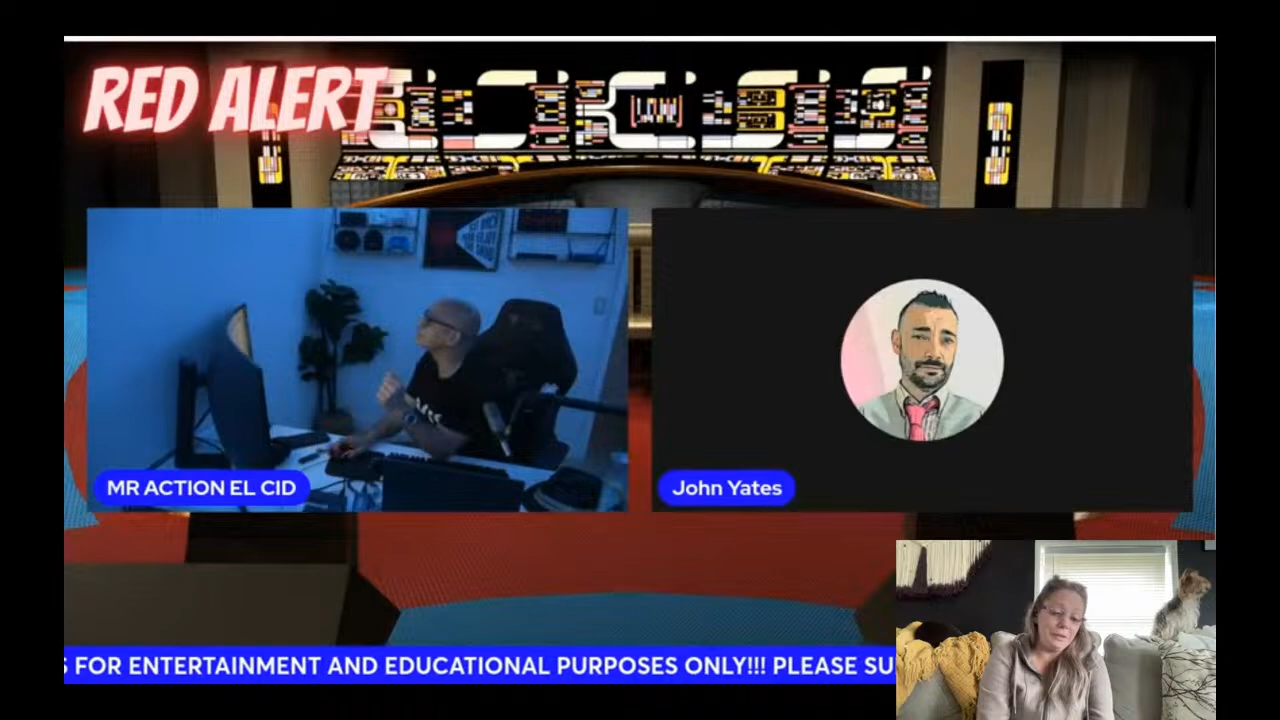 RED ALERT
MR ACTION EL CID
John Yates
S FOR ENTERTAINMENT AND EDUCATIONAL PURPOSES ONLY!!! PLEASE SU